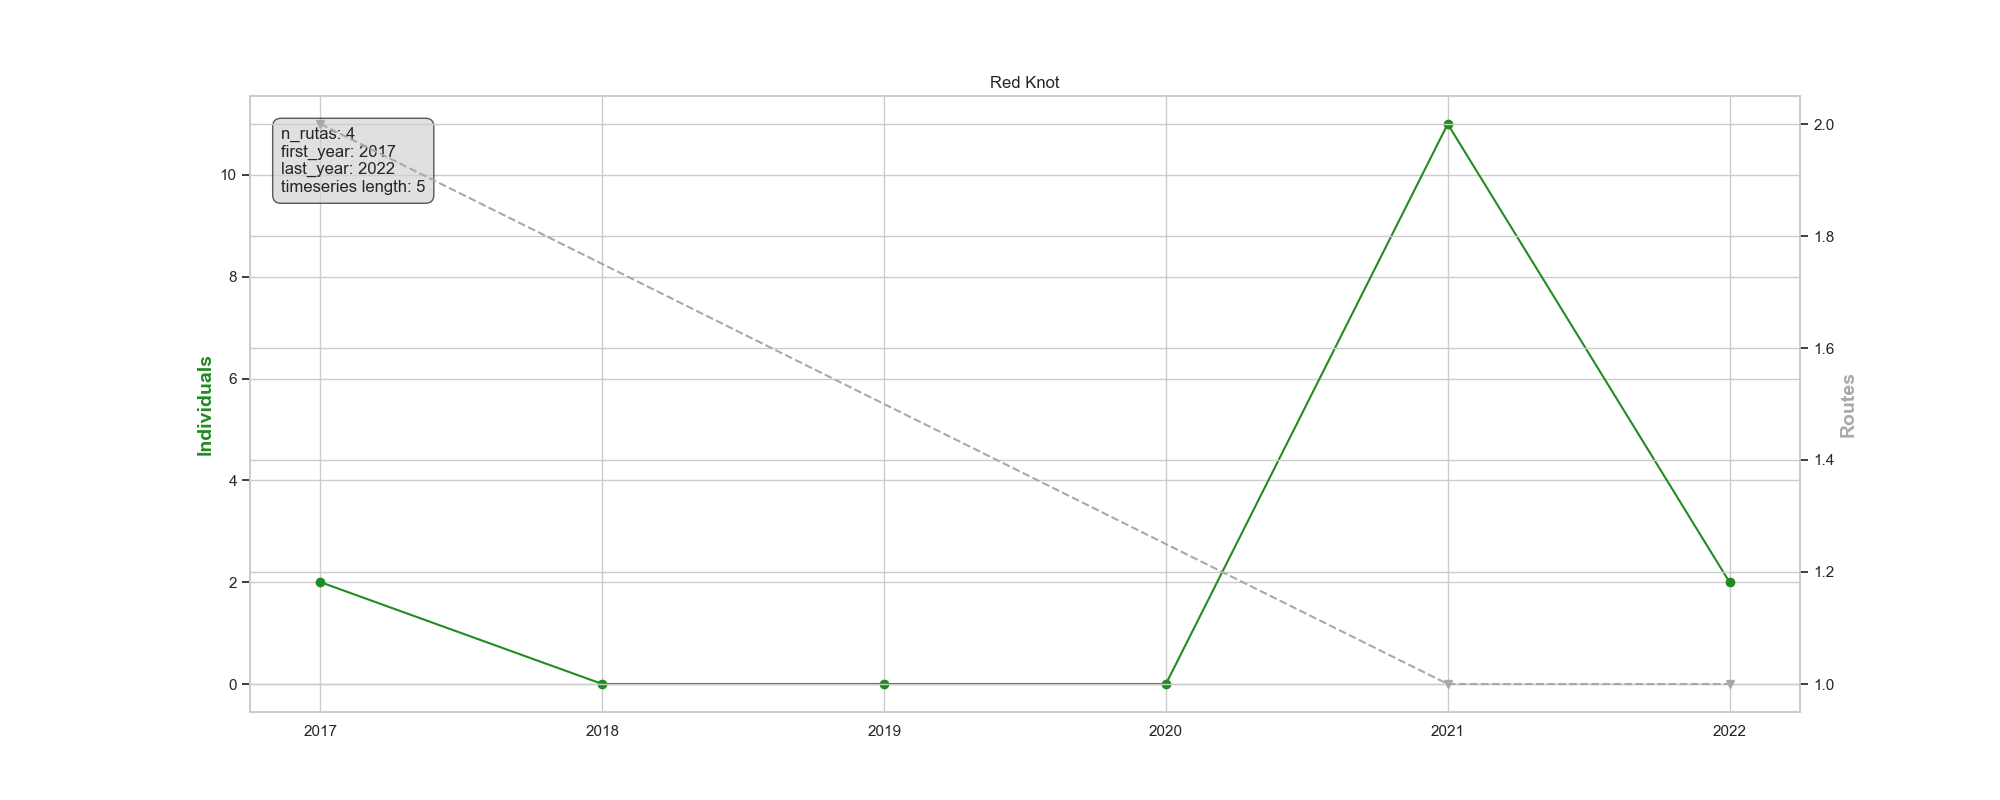 Red Knot
n_rutas: 4
first_year: 2017
last_year: 2022
timeseries length: 5
10
8
6
4
2
0
Individuals
2.0
1.8
1.6
1.4
1.2
1.0
Routes
2017 2018 2019 2020 2021 2022